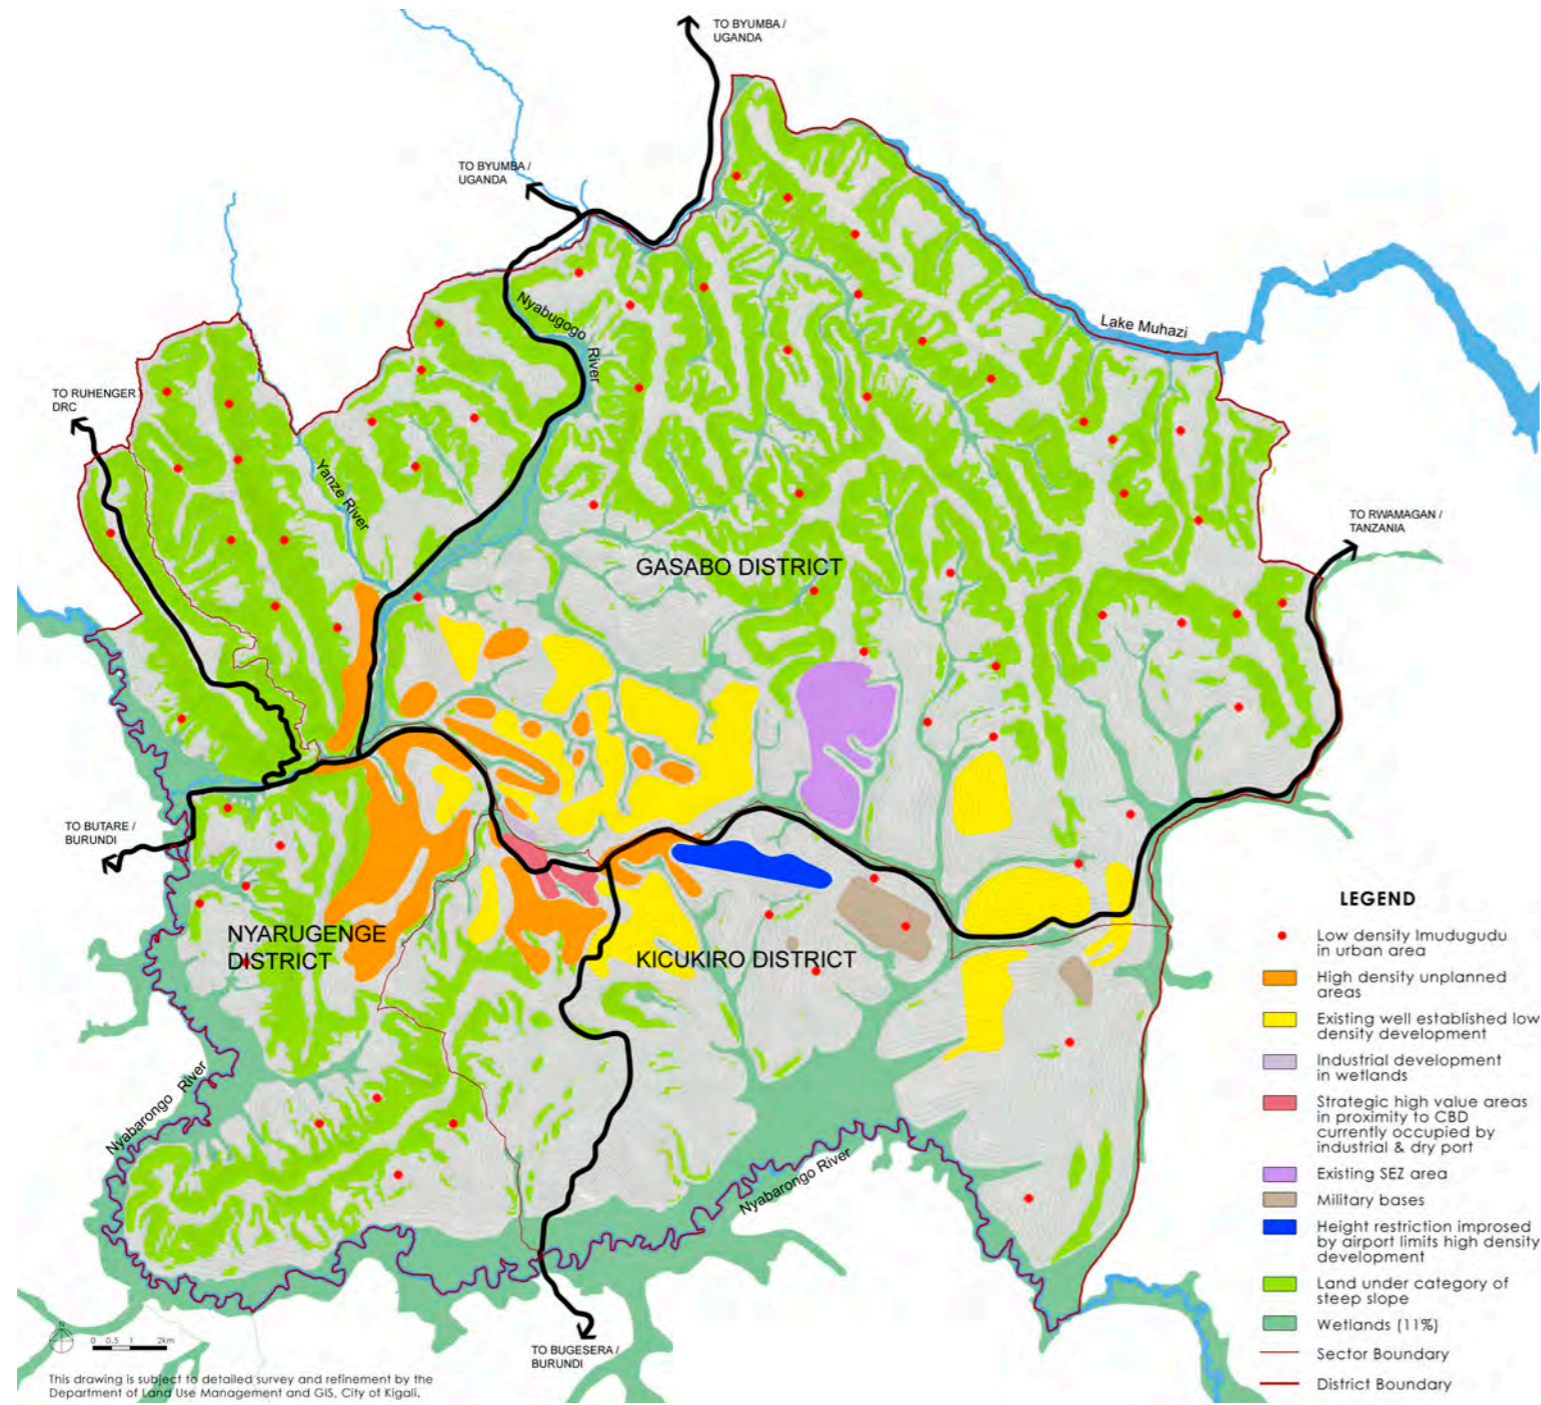 TO BYUMBA /
UGANDA
TO BYUMBA /
UGANDA
Nyabugogo
River
Lake Muhazi
TO RUHENGER
DRC
Yanze River
TO RWAMAGAN /
TANZANIA
GASABO DISTRICT
TO BUTARE /
BURUNDI
NYARUGENGE
DISTRICT
KICUKIRO DISTRICT
Nyabarongo River
Nyabarongo River
TO BUGESERA /
BURUNDI
LEGEND
Low density Imudugudu
in urban area
High density unplanned
areas
Existing well established low
density development
Industrial development
in wetlands
Strategic high value areas
in proximity to CBD
currently occupied by
industrial & dry port
Existing SEZ area
Military bases
Height restriction improsed
by airport limits high density
development
Land under category of
steep slope
Wetlands (11%)
Sector Boundary
District Boundary
N
0 0.5 1 2km
This drawing is subject to detailed survey and refinement by the
Department of Land Use Management and GIS, City of Kigali.